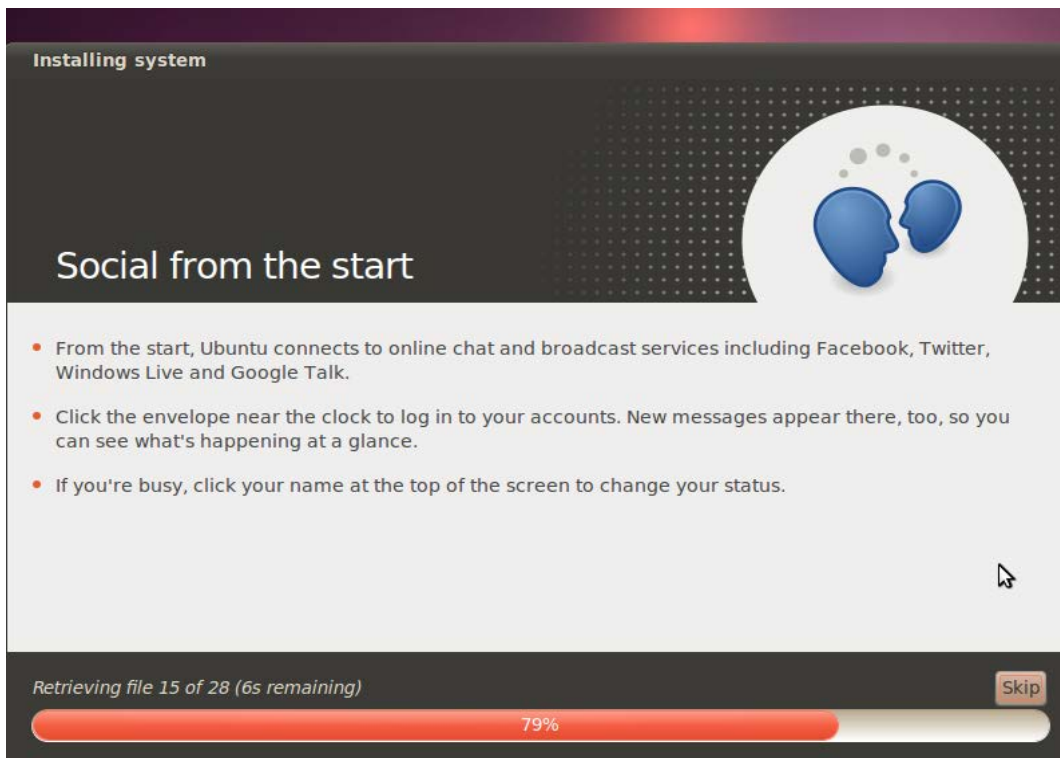 Installing system
Social from the start
From the start, Ubuntu connects to online chat and broadcast services including Facebook, Twitter,
Windows Live and Google Talk.
Click the envelope near the clock to log in to your accounts. New messages appear there, too, so you
can see what's happening at a glance.
If you're busy, click your name at the top of the screen to change your status.
Retrieving file 15 of 28 (6s remaining)
Skip
79%